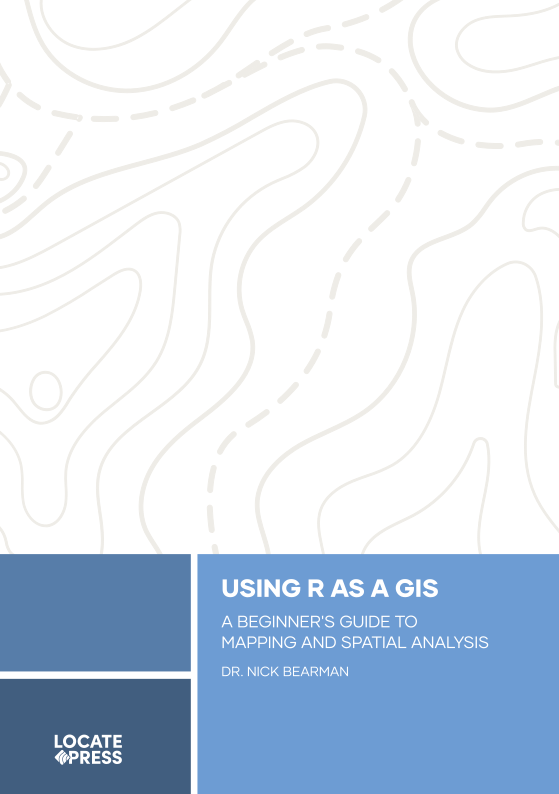 USING R AS A GIS
A BEGINNER'S GUIDE TO
MAPPING AND SPATIAL ANALYSIS
DR. NICK BEARMAN
LOCATE
PRESS